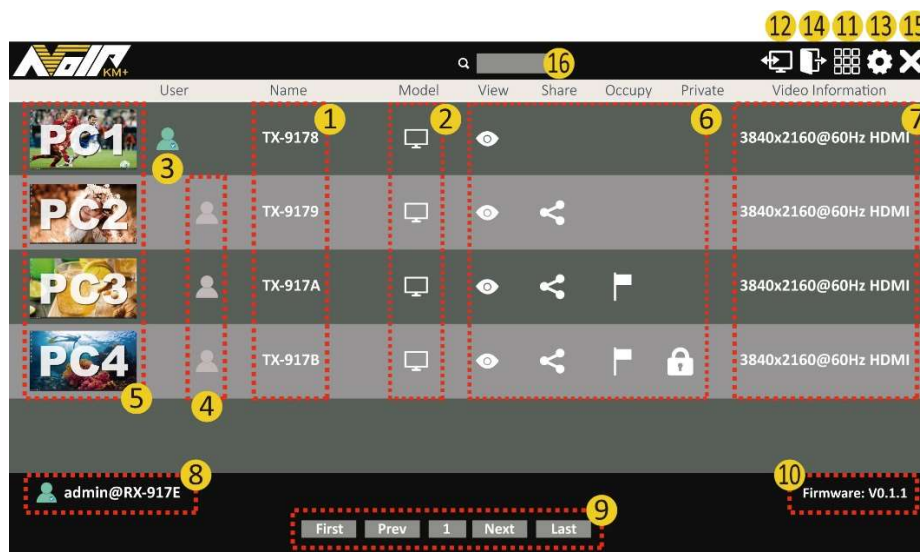 12 14 11 13 15
NoIP KM+
16
User Name Model View Share Occupy Private Video Information
1 2 6 7
PC1 TX-9178 3840x2160@60Hz HDMI
3
PC2 TX-9179 3840x2160@60Hz HDMI
PC3 TX-917A 3840x2160@60Hz HDMI
PC4 TX-917B 3840x2160@60Hz HDMI
5 4
8 10
admin@RX-917E Firmware: V0.1.1
9
First Prev 1 Next Last